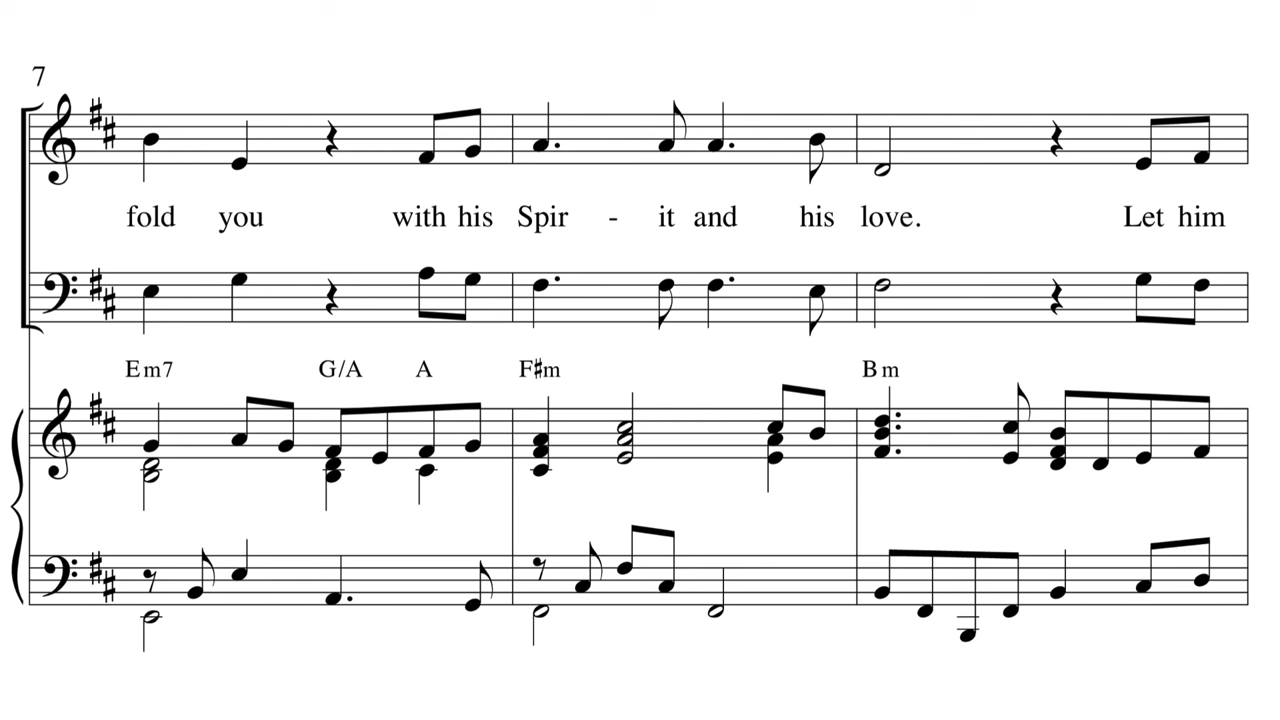 7
fold you with his Spir - it and his love. Let him
Em7 G/A A F♯m Bm